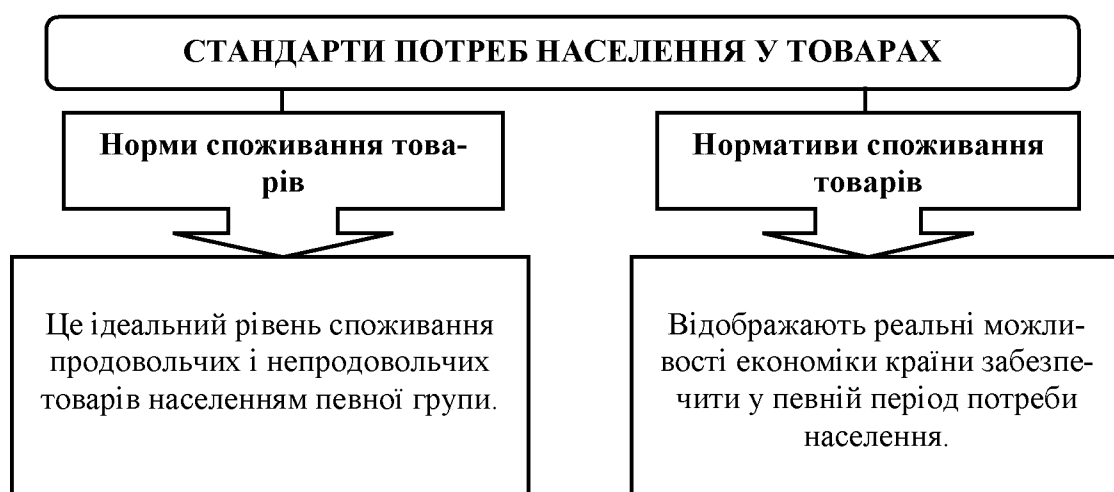 СТАНДАРТИ ПОТРЕБ НАСЕЛЕННЯ У ТОВАРАХ
Норми споживання това-
рів
Нормативи споживання
товарів
Це ідеальний рівень споживання
продовольчих і непродовольчих
товарів населенням певної групи.
Відображають реальні можли-
вості економіки країни забезпе-
чити у певній період потреби
населення.